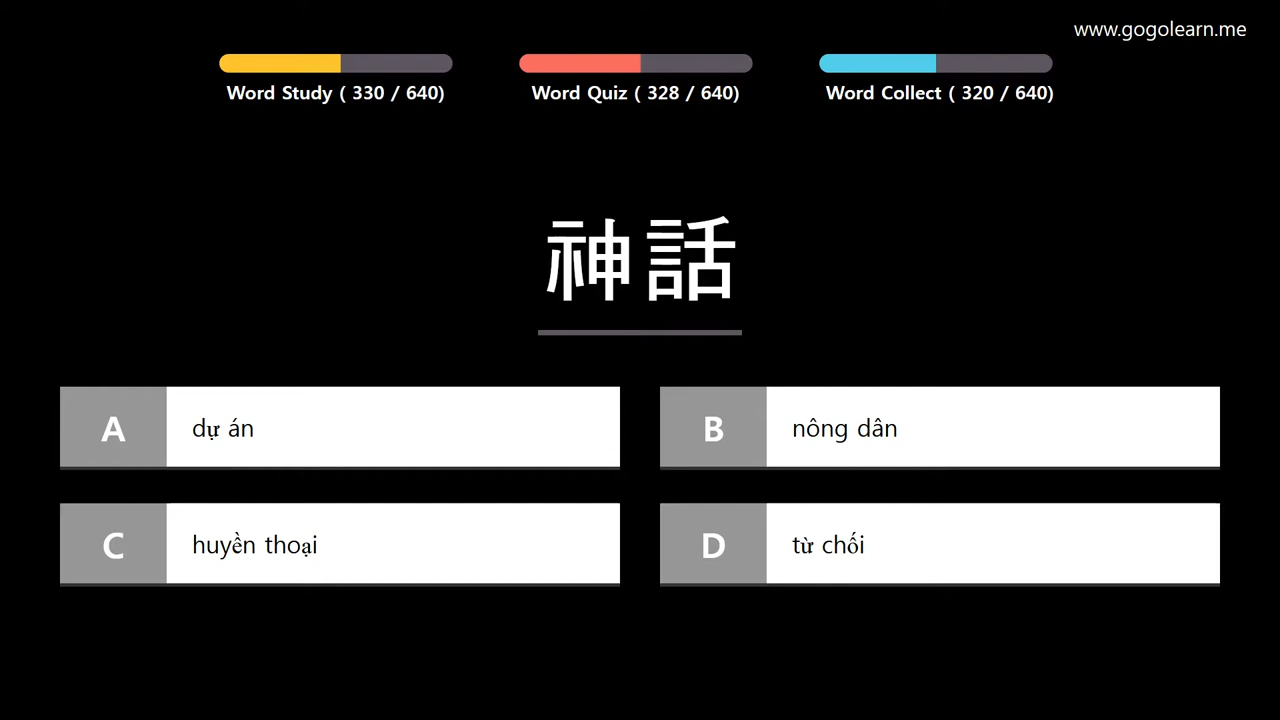 www.gogolearn.me
Word Study ( 330 / 640)
Word Quiz ( 328 / 640)
Word Collect ( 320 / 640)
神話
A dự án
B nông dân
C huyền thoại
D từ chối